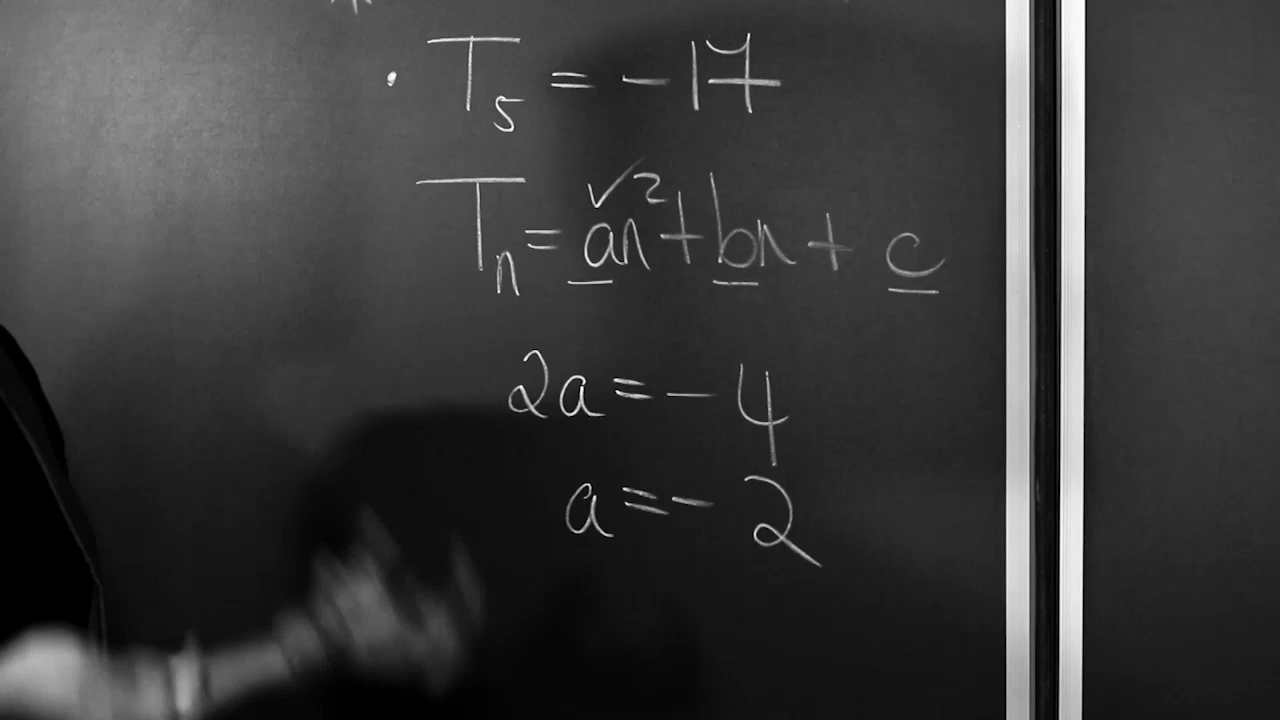 . T₅ = -17
Tₙ = an² + bn + c
2a = -4
a = -2